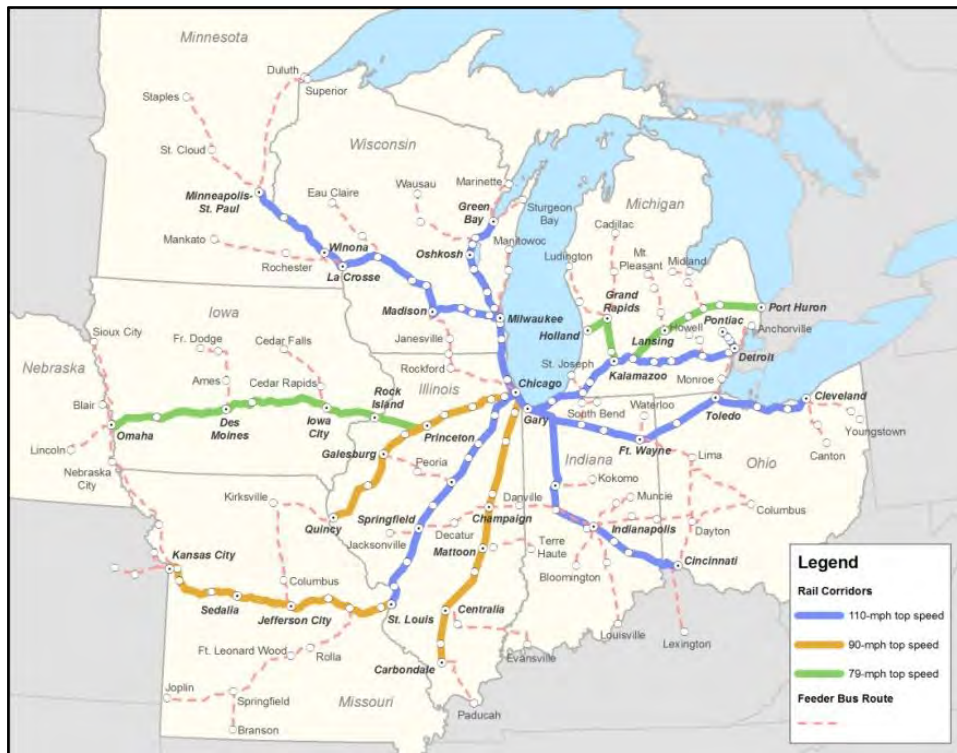 Minnesota
Duluth
Superior
Staples
St. Cloud
Wisconsin
Minneapolis-
St. Paul
Eau Claire
Wausau
Marinette
Green
Bay
Sturgeon
Bay
Michigan
Cadillac
Mankato
Winona
Rochester
La Crosse
Oshkosh
Manitowoc
Ludington
Mt.
Pleasant
Midland
Grand
Rapids
Port Huron
Madison
Milwaukee
Holland
Lansing
Howell
Pontiac
Anchorville
Detroit
Sioux City
Iowa
Ft. Dodge
Cedar Falls
Janesville
Rockford
St. Joseph
Kalamazoo
Monroe
Nebraska
Ames
Cedar Rapids
Rock
Island
Illinois
Chicago
Blair
Omaha
Des
Moines
Iowa
City
Princeton
Gary
South Bend
Waterloo
Toledo
Cleveland
Lincoln
Galesburg
Ft. Wayne
Youngstown
Canton
Nebraska
City
Peoria
Indiana
Lima
Ohio
Kirksville
Quincy
Springfield
Danville
Kokomo
Muncie
Columbus
Jacksonville
Decatur
Champaign
Indianapolis
Dayton
Kansas City
Mattoon
Terre
Haute
Bloomington
Cincinnati
Columbus
Sedalia
Jefferson City
St. Louis
Centralia
Louisville
Lexington
Ft. Leonard Wood
Rolla
Carbondale
Evansville
Joplin
Springfield
Missouri
Branson
Paducah
Legend
Rail Corridors
110-mph top speed
90-mph top speed
79-mph top speed
Feeder Bus Route